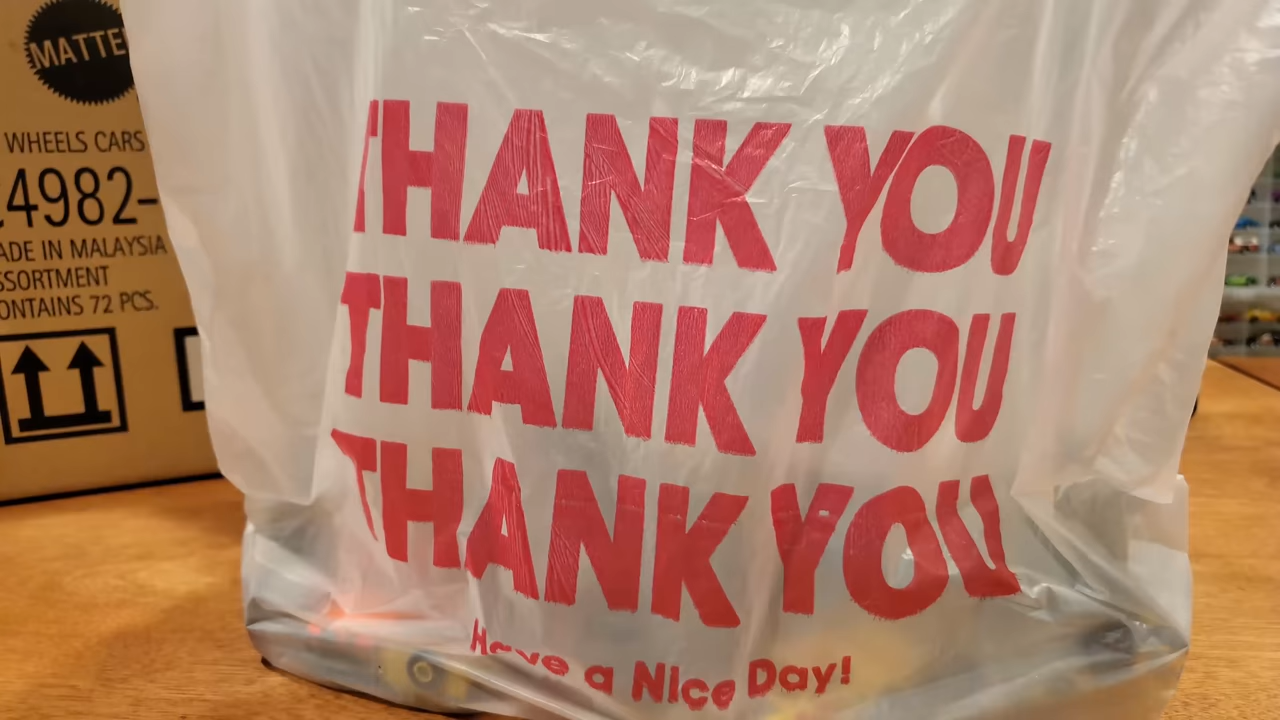 MATTE
WHEELS CARS
4982-
ADE IN MALAYSIA
SSORTMENT
ONTAINS 72 PCS.
THANK YOU
THANK YOU
THANK YOU
Have a Nice Day!